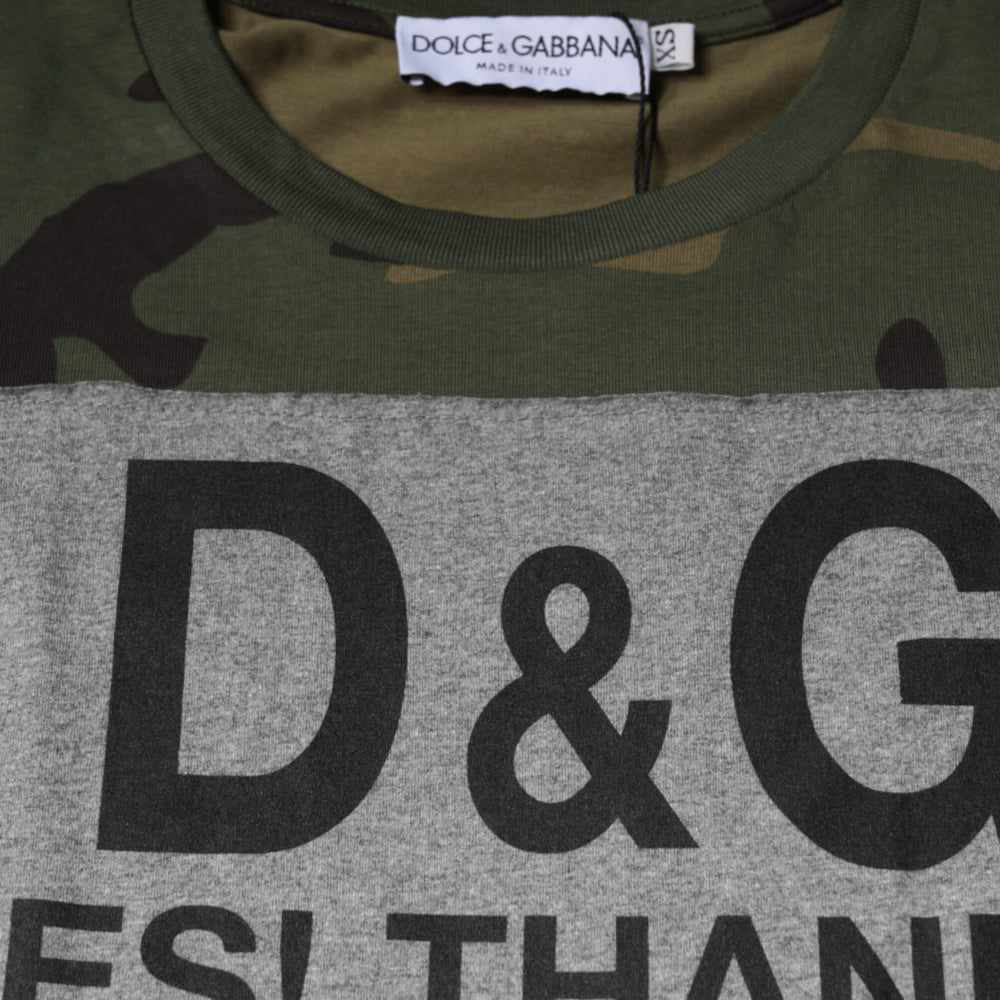 DOLCE & GABBANA
MADE IN ITALY
XS
D&G
ES! THAN